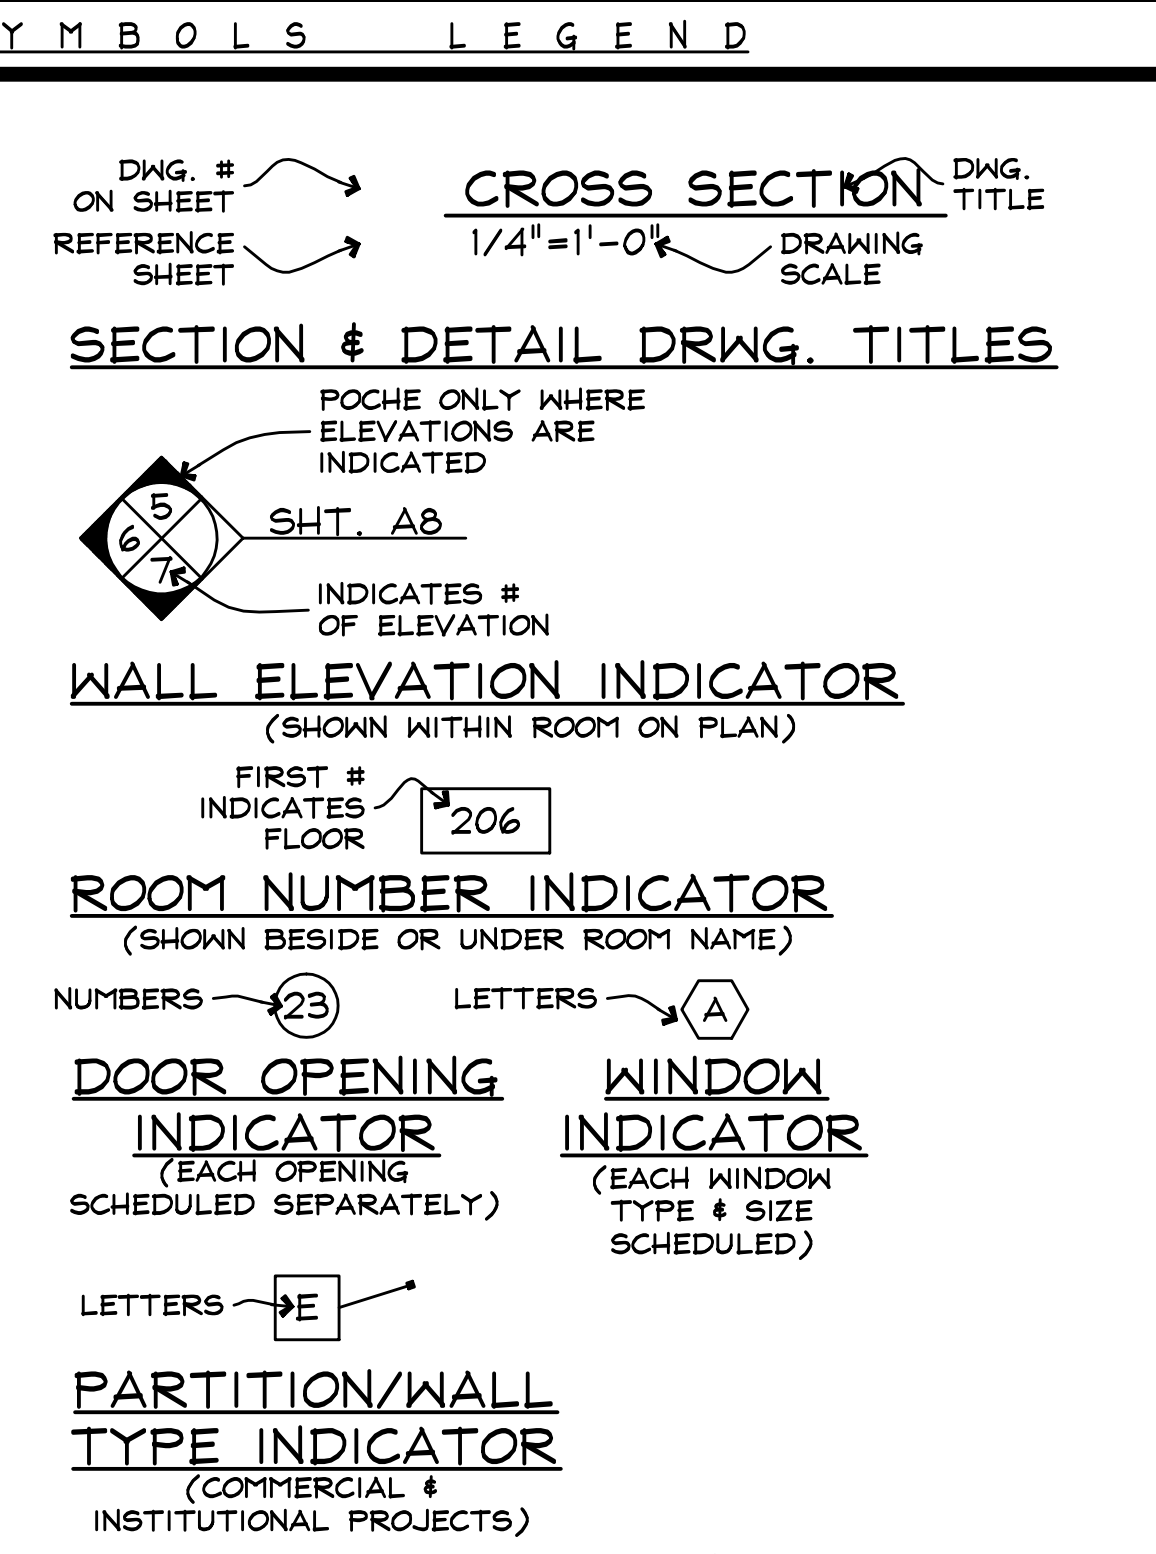 YMBOLS LEGEND
DWG. #
ON SHEET
REFERENCE
SHEET
CROSS SECTION
1/4"=1'-0"
DWG.
TITLE
DRAWING
SCALE
SECTION & DETAIL DRWG. TITLES
POCHE ONLY WHERE
ELEVATIONS ARE
INDICATED
5
6
7
SHT. A8
INDICATES #
OF ELEVATION
WALL ELEVATION INDICATOR
(SHOWN WITHIN ROOM ON PLAN)
FIRST #
INDICATES
FLOOR
206
ROOM NUMBER INDICATOR
(SHOWN BESIDE OR UNDER ROOM NAME)
NUMBERS
23
DOOR OPENING
INDICATOR
(EACH OPENING
SCHEDULED SEPARATELY)
LETTERS
A
WINDOW
INDICATOR
(EACH WINDOW
TYPE & SIZE
SCHEDULED)
LETTERS
E
PARTITION/WALL
TYPE INDICATOR
(COMMERCIAL &
INSTITUTIONAL PROJECTS)